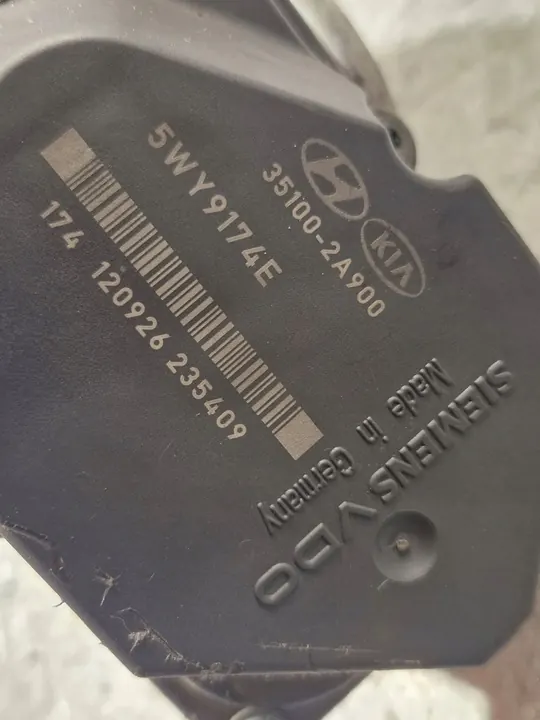 KIA
35100-2A900
5WY9174E
174 120926 235409
SIEMENS VDO
Made in Germany